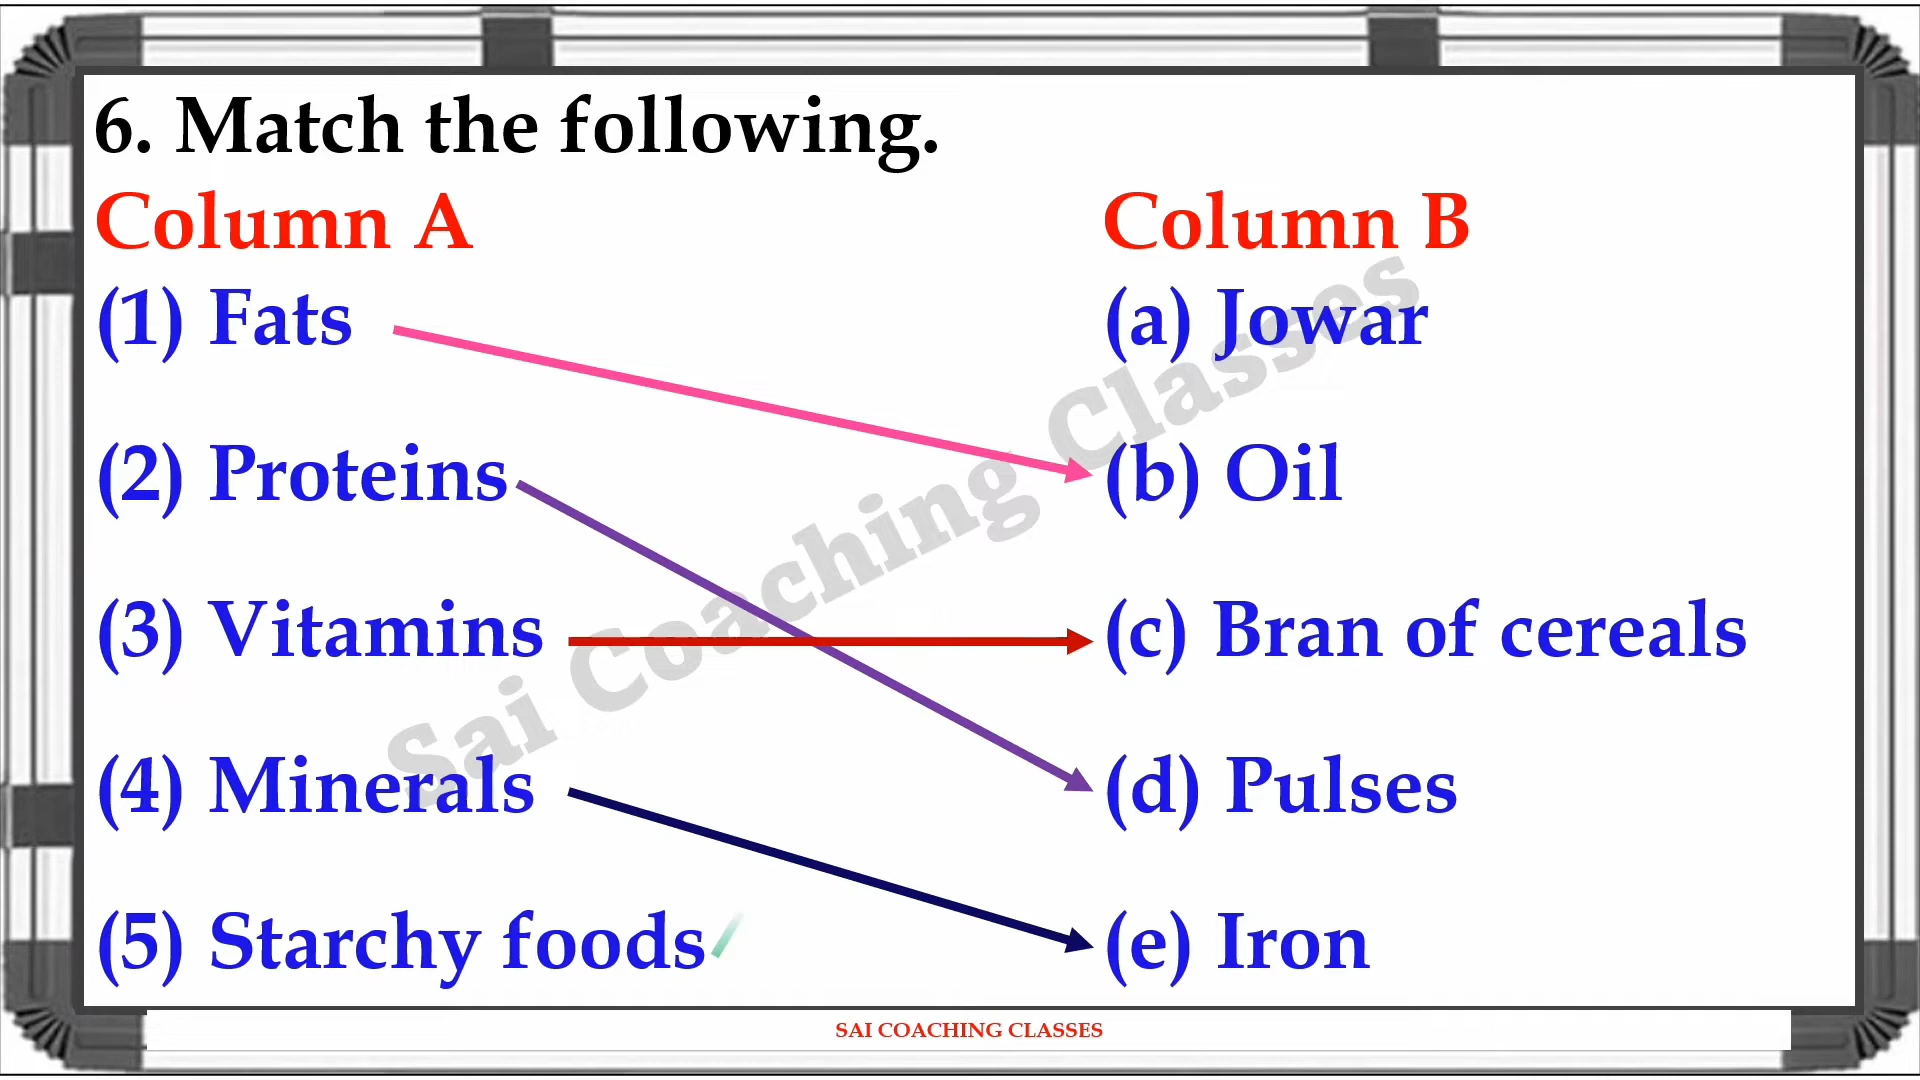 6. Match the following.
Column A Column B
(1) Fats (a) Jowar
(2) Proteins (b) Oil
(3) Vitamins (c) Bran of cereals
(4) Minerals (d) Pulses
(5) Starchy foods (e) Iron
Sai Coaching Classes
SAI COACHING CLASSES